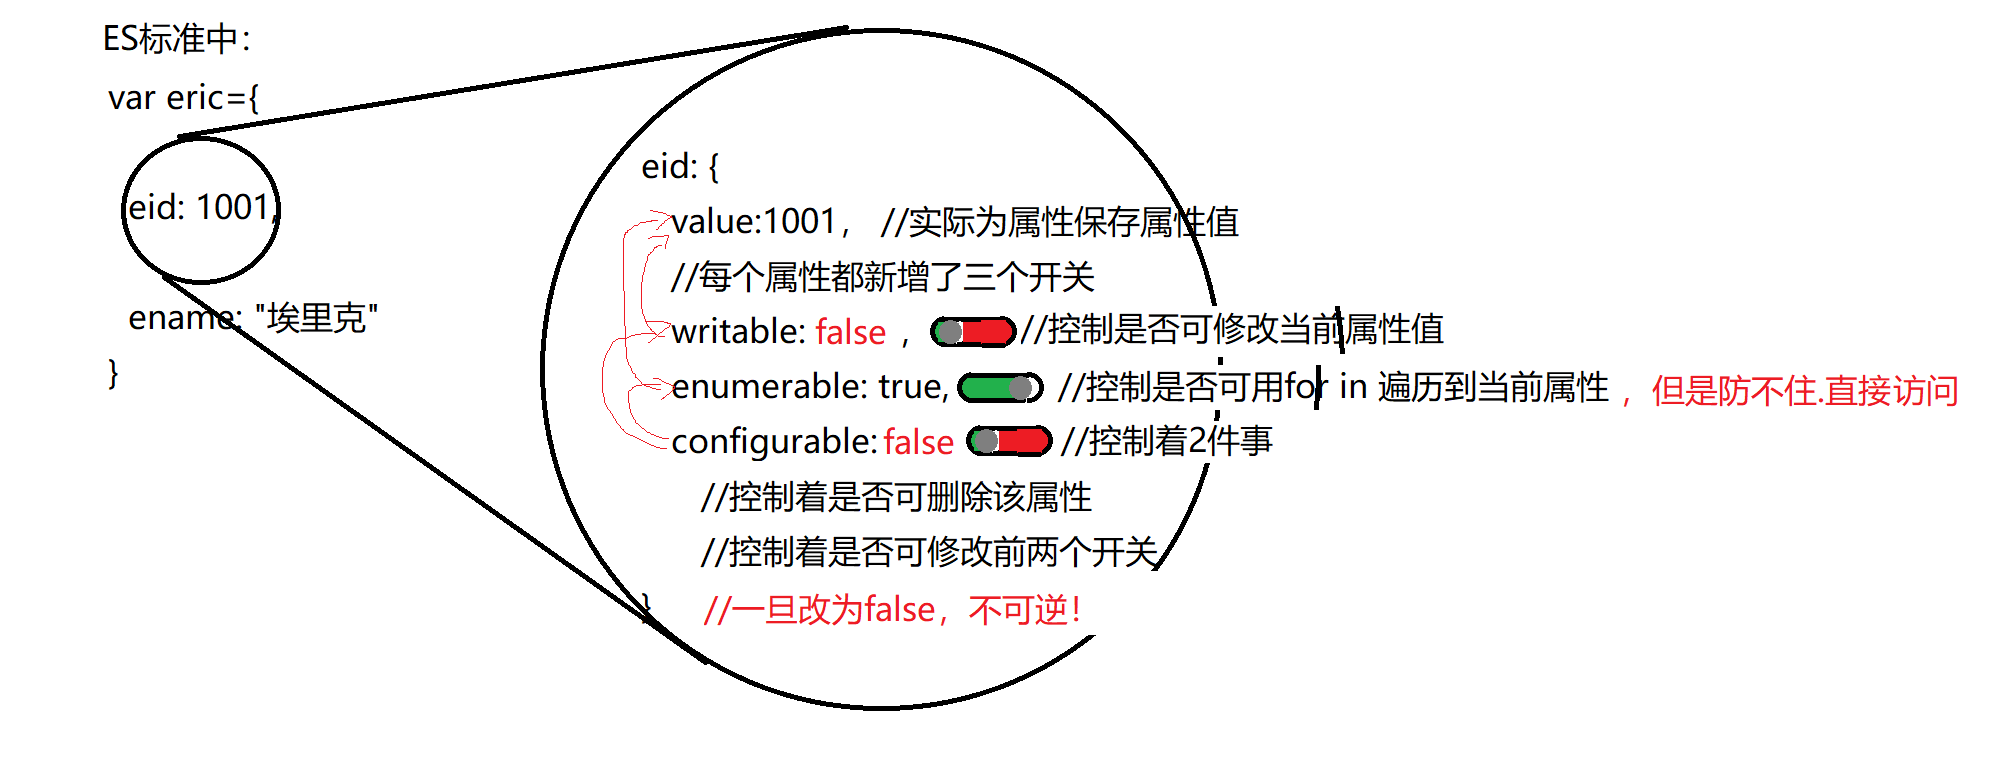 ES标准中：
var eric={
eid: 1001,
ename: "埃里克"
}
eid: {
value:1001， //实际为属性保存属性值
//每个属性都新增了三个开关
writable: false ， //控制是否可修改当前属性值
enumerable: true, //控制是否可用for in 遍历到当前属性 ，但是防不住.直接访问
configurable: false //控制着2件事
//控制着是否可删除该属性
//控制着是否可修改前两个开关
} //一旦改为false，不可逆！